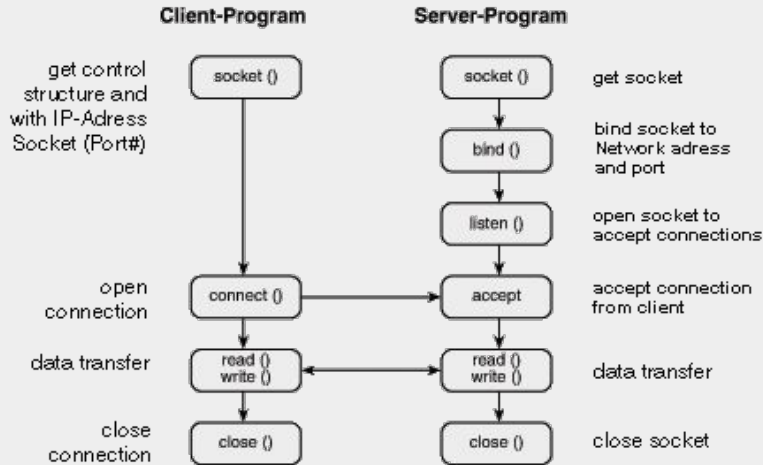 Client-Program
Server-Program
get control
structure and
with IP-Adress
Socket (Port#)
socket ()
socket ()
get socket
bind ()
bind socket to
Network adress
and port
listen ()
open socket to
accept connections
open
connection
connect ()
accept
accept connection
from client
data transfer
read ()
write ()
read ()
write ()
data transfer
close
connection
close ()
close ()
close socket